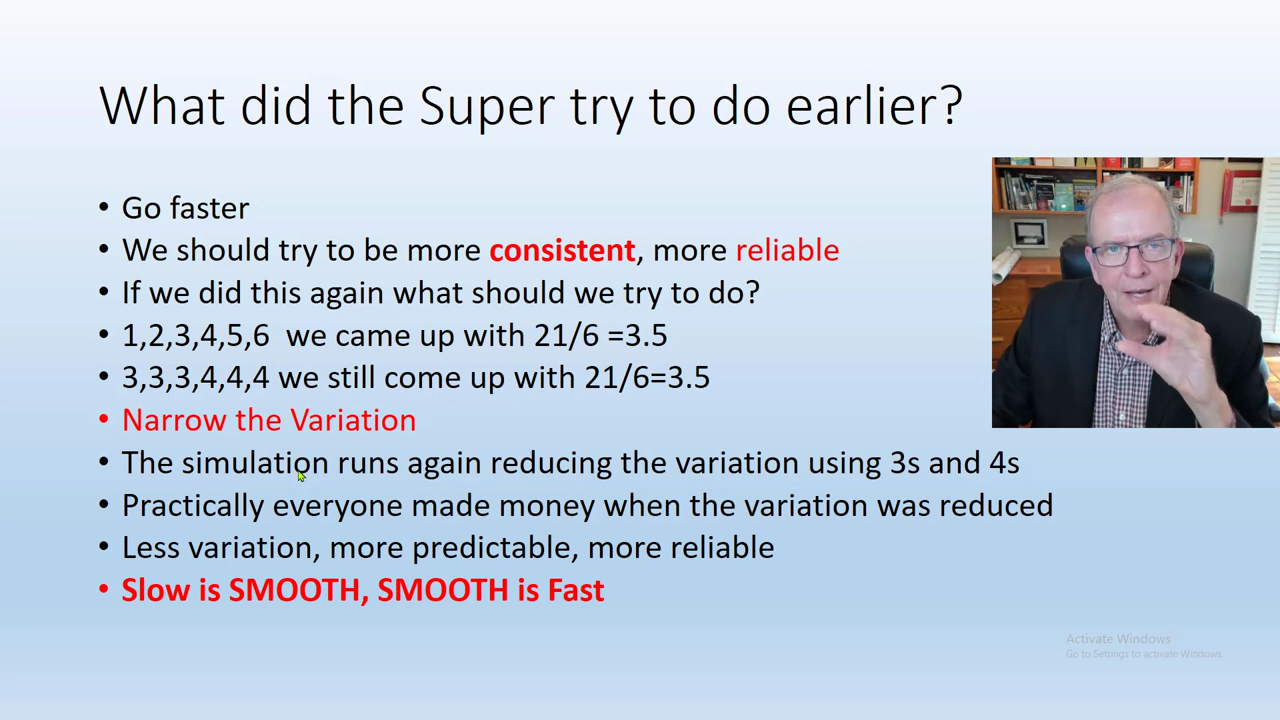 What did the Super try to do earlier?
• Go faster
• We should try to be more consistent, more reliable
• If we did this again what should we try to do?
• 1,2,3,4,5,6 we came up with 21/6 =3.5
• 3,3,3,4,4,4 we still come up with 21/6=3.5
• Narrow the Variation
• The simulation runs again reducing the variation using 3s and 4s
• Practically everyone made money when the variation was reduced
• Less variation, more predictable, more reliable
• Slow is SMOOTH, SMOOTH is Fast
Activate Windows
Go to Settings to activate Windows.